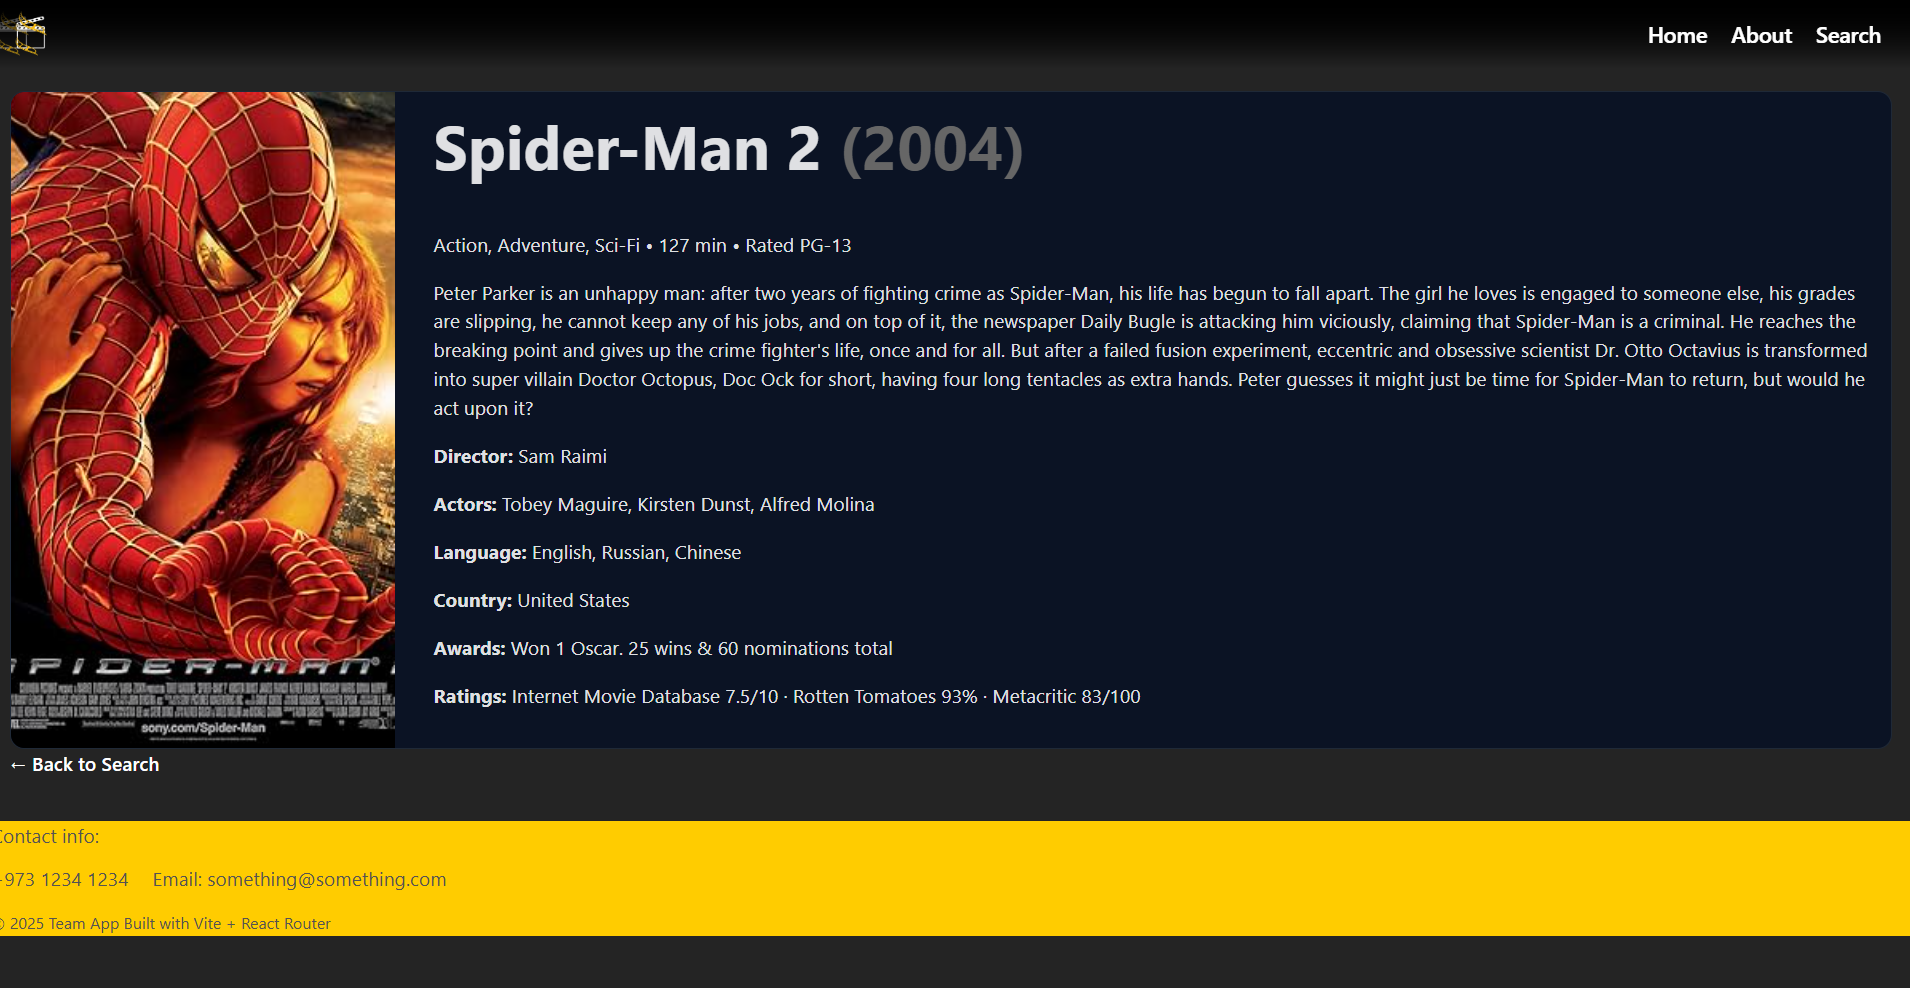 Home About Search
Spider-Man 2 (2004)
Action, Adventure, Sci-Fi • 127 min • Rated PG-13
Peter Parker is an unhappy man: after two years of fighting crime as Spider-Man, his life has begun to fall apart. The girl he loves is engaged to someone else, his grades
are slipping, he cannot keep any of his jobs, and on top of it, the newspaper Daily Bugle is attacking him viciously, claiming that Spider-Man is a criminal. He reaches the
breaking point and gives up the crime fighter's life, once and for all. But after a failed fusion experiment, eccentric and obsessive scientist Dr. Otto Octavius is transformed
into super villain Doctor Octopus, Doc Ock for short, having four long tentacles as extra hands. Peter guesses it might just be time for Spider-Man to return, but would he
act upon it?
Director: Sam Raimi
Actors: Tobey Maguire, Kirsten Dunst, Alfred Molina
Language: English, Russian, Chinese
Country: United States
Awards: Won 1 Oscar. 25 wins & 60 nominations total
Ratings: Internet Movie Database 7.5/10 · Rotten Tomatoes 93% · Metacritic 83/100
SPIDER-MAN®
sony.com/Spider-Man
← Back to Search
Contact info:
+973 1234 1234 Email: something@something.com
© 2025 Team App Built with Vite + React Router